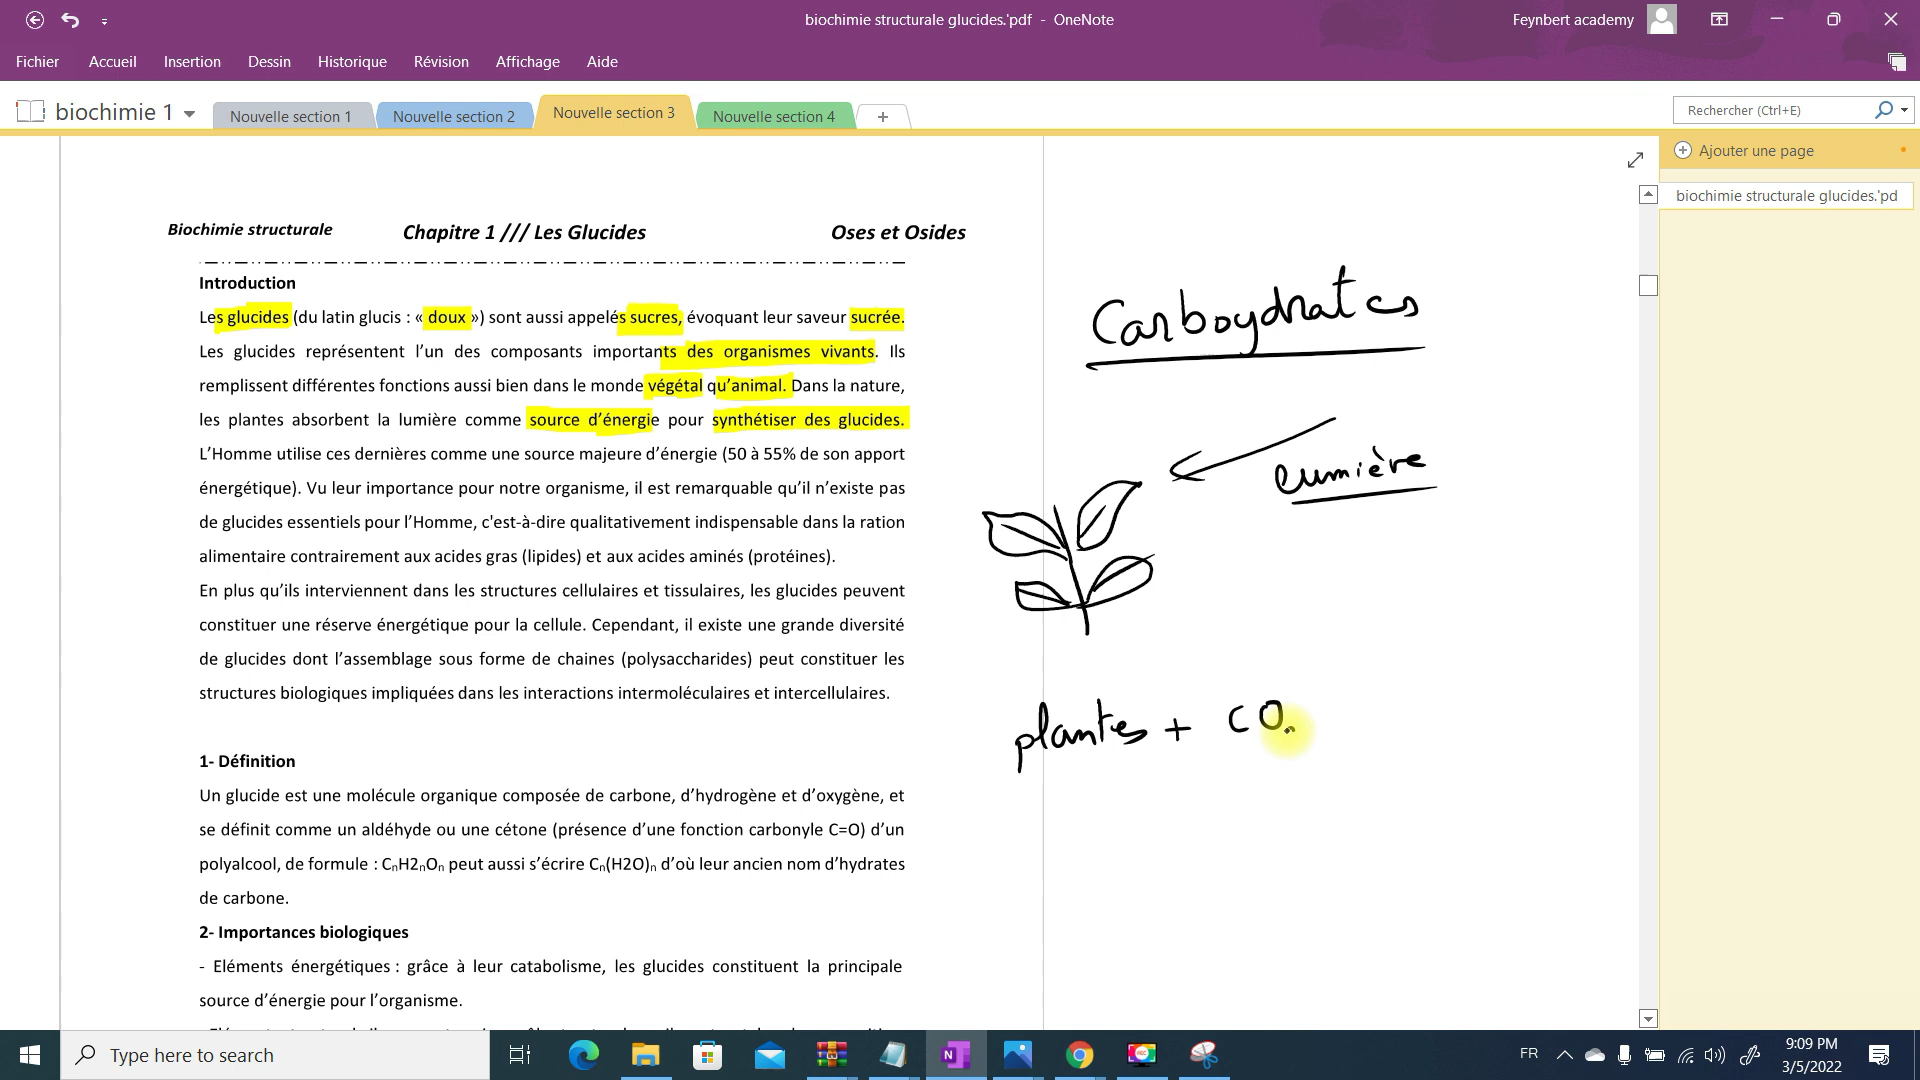 biochimie structurale glucides.'pdf - OneNote
Feynbert academy
Fichier Accueil Insertion Dessin Historique Révision Affichage Aide
biochimie 1
Nouvelle section 1
Nouvelle section 2
Nouvelle section 3
Nouvelle section 4
+
Rechercher (Ctrl+E)
Ajouter une page
biochimie structurale glucides.'pd
Biochimie structurale Chapitre 1 /// Les Glucides Oses et Osides
Introduction
Les glucides (du latin glucis : « doux ») sont aussi appelés sucres, évoquant leur saveur sucrée.
Les glucides représentent l’un des composants importants des organismes vivants. Ils
remplissent différentes fonctions aussi bien dans le monde végétal qu’animal. Dans la nature,
les plantes absorbent la lumière comme source d’énergie pour synthétiser des glucides.
L’Homme utilise ces dernières comme une source majeure d’énergie (50 à 55% de son apport
énergétique). Vu leur importance pour notre organisme, il est remarquable qu’il n’existe pas
de glucides essentiels pour l’Homme, c'est-à-dire qualitativement indispensable dans la ration
alimentaire contrairement aux acides gras (lipides) et aux acides aminés (protéines).
En plus qu’ils interviennent dans les structures cellulaires et tissulaires, les glucides peuvent
constituer une réserve énergétique pour la cellule. Cependant, il existe une grande diversité
de glucides dont l’assemblage sous forme de chaines (polysaccharides) peut constituer les
structures biologiques impliquées dans les interactions intermoléculaires et intercellulaires.
1- Définition
Un glucide est une molécule organique composée de carbone, d’hydrogène et d’oxygène, et
se définit comme un aldéhyde ou une cétone (présence d’une fonction carbonyle C=O) d’un
polyalcool, de formule : CₙH2ₙOₙ peut aussi s’écrire Cₙ(H2O)ₙ d’où leur ancien nom d’hydrates
de carbone.
2- Importances biologiques
- Eléments énergétiques : grâce à leur catabolisme, les glucides constituent la principale
source d’énergie pour l’organisme.
Carboydrates
lumière
plantes + CO
Type here to search
FR
9:09 PM
3/5/2022